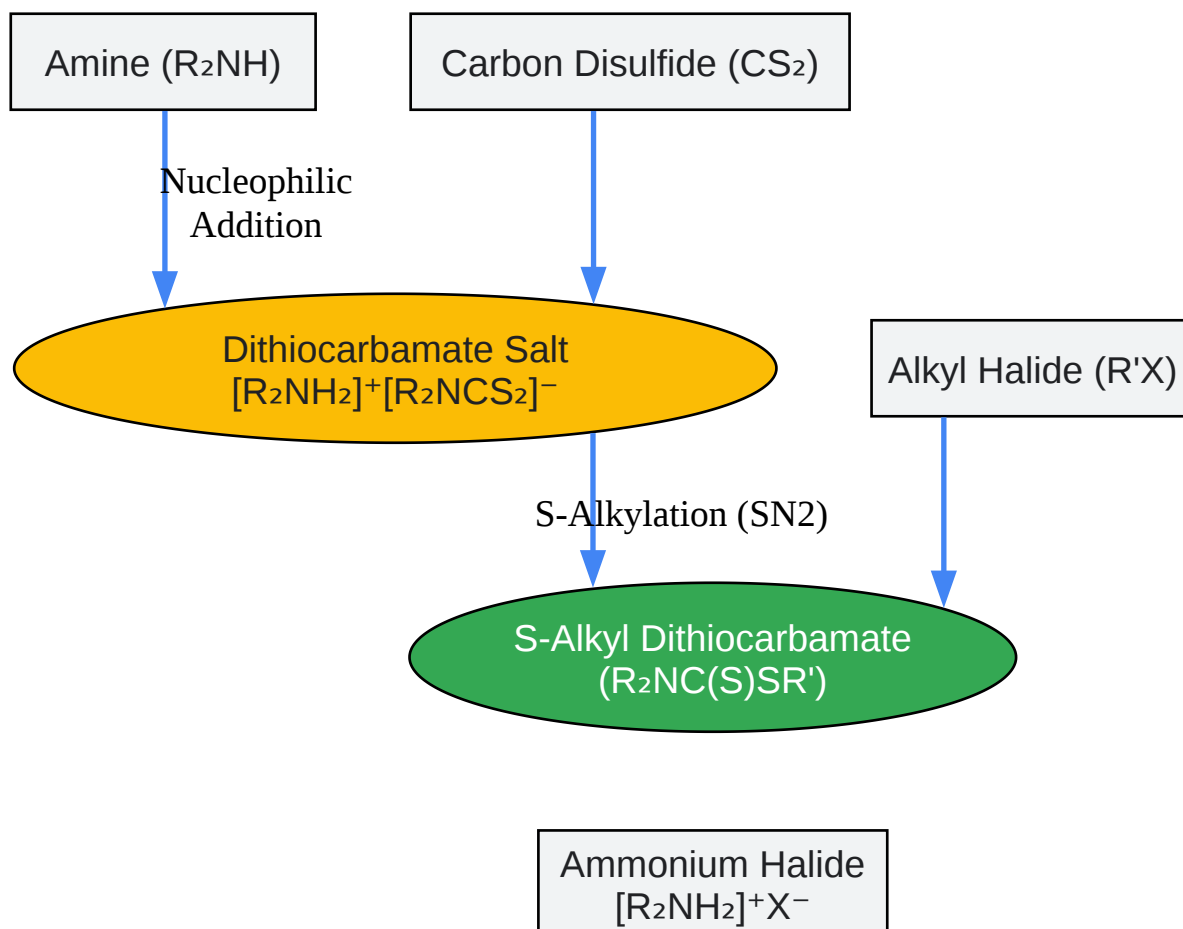 Amine (R₂NH)
Carbon Disulfide (CS₂)
Nucleophilic
Addition
Dithiocarbamate Salt
[R₂NH₂]⁺[R₂NCS₂]⁻
Alkyl Halide (R'X)
S-Alkylation (SN2)
S-Alkyl Dithiocarbamate
(R₂NC(S)SR')
Ammonium Halide
[R₂NH₂]⁺X⁻